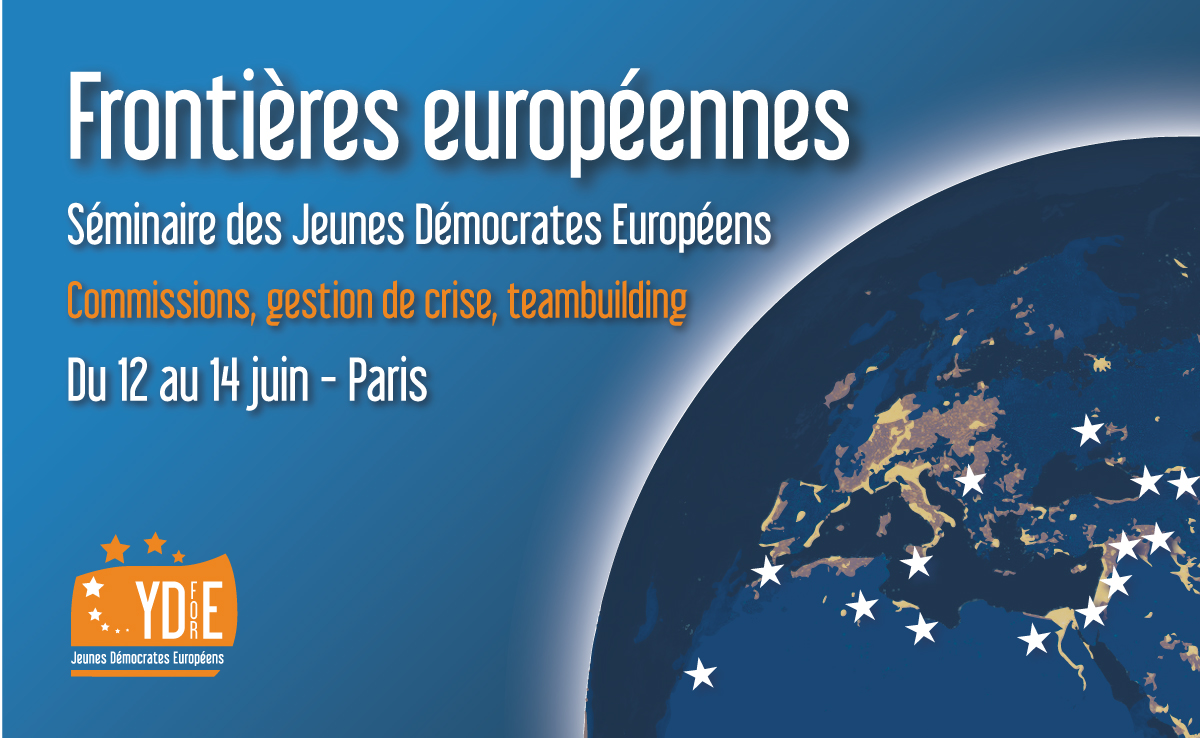 Frontières européennes
Séminaire des Jeunes Démocrates Européens
Commissions, gestion de crise, teambuilding
Du 12 au 14 juin – Paris
YD FOR E
Jeunes Démocrates Européens